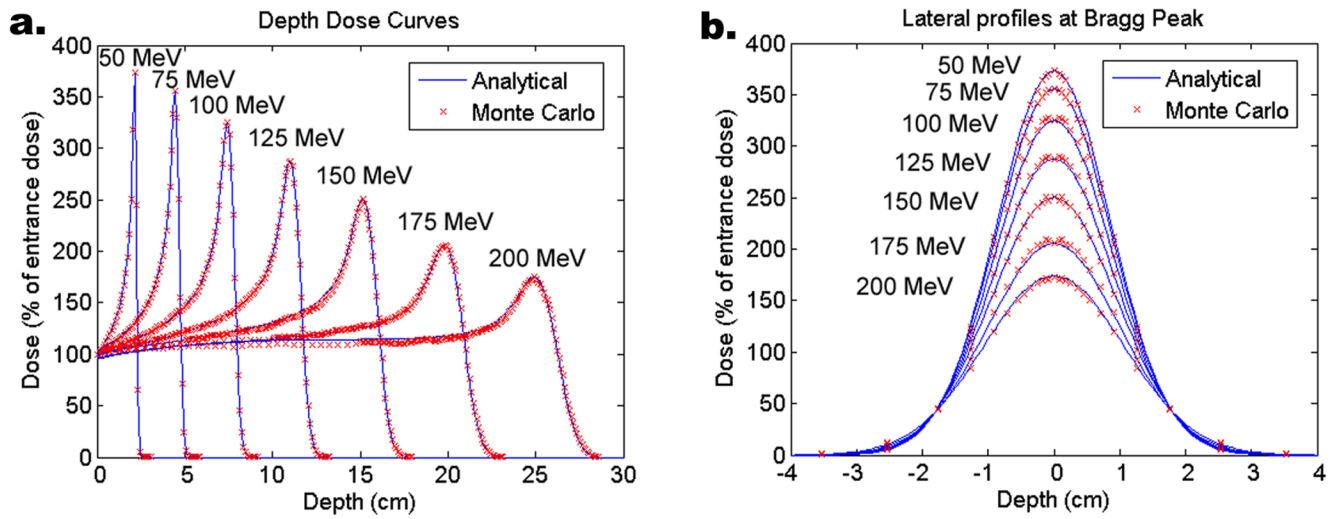 a.
Depth Dose Curves
400
350
300
250
200
150
100
50
0
Dose (% of entrance dose)
50 MeV
75 MeV
100 MeV
125 MeV
150 MeV
175 MeV
200 MeV
Analytical
Monte Carlo
0 5 10 15 20 25 30
Depth (cm)
b.
Lateral profiles at Bragg Peak
400
350
300
250
200
150
100
50
0
Dose (% of entrance dose)
50 MeV
75 MeV
100 MeV
125 MeV
150 MeV
175 MeV
200 MeV
Analytical
Monte Carlo
-4 -3 -2 -1 0 1 2 3 4
Depth (cm)